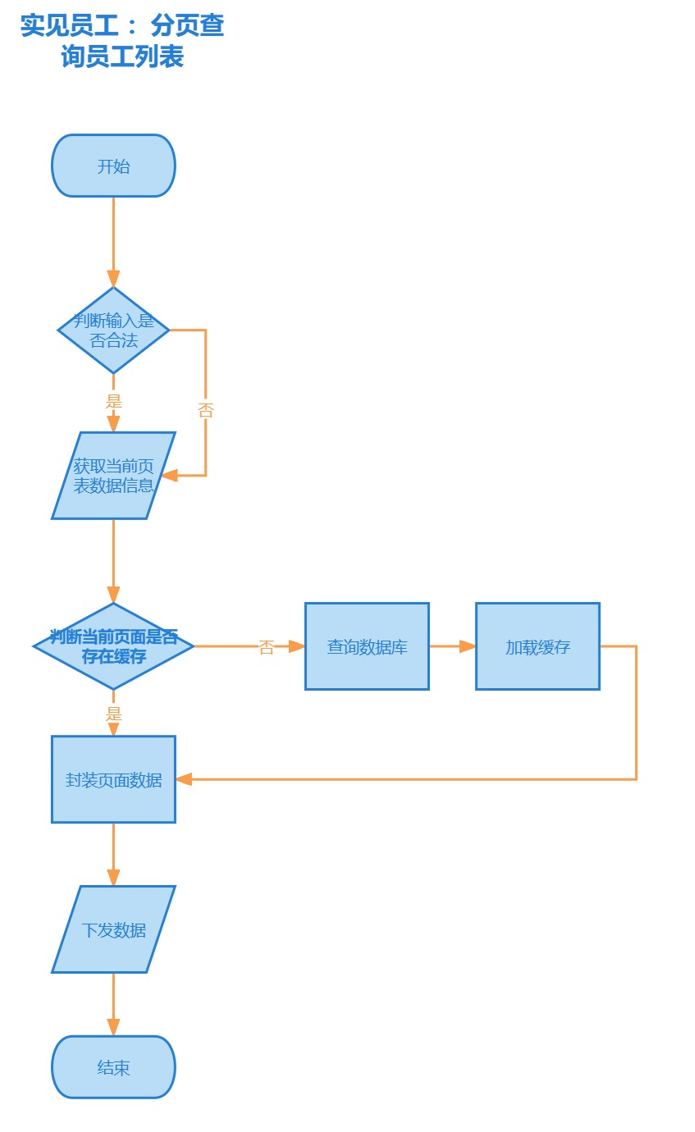 实见员工： 分页查
询员工列表
开始
判断输入是
否合法
是
否
获取当前页
表数据信息
判断当前页面是否
存在缓存
否
查询数据库
加载缓存
是
封装页面数据
下发数据
结束